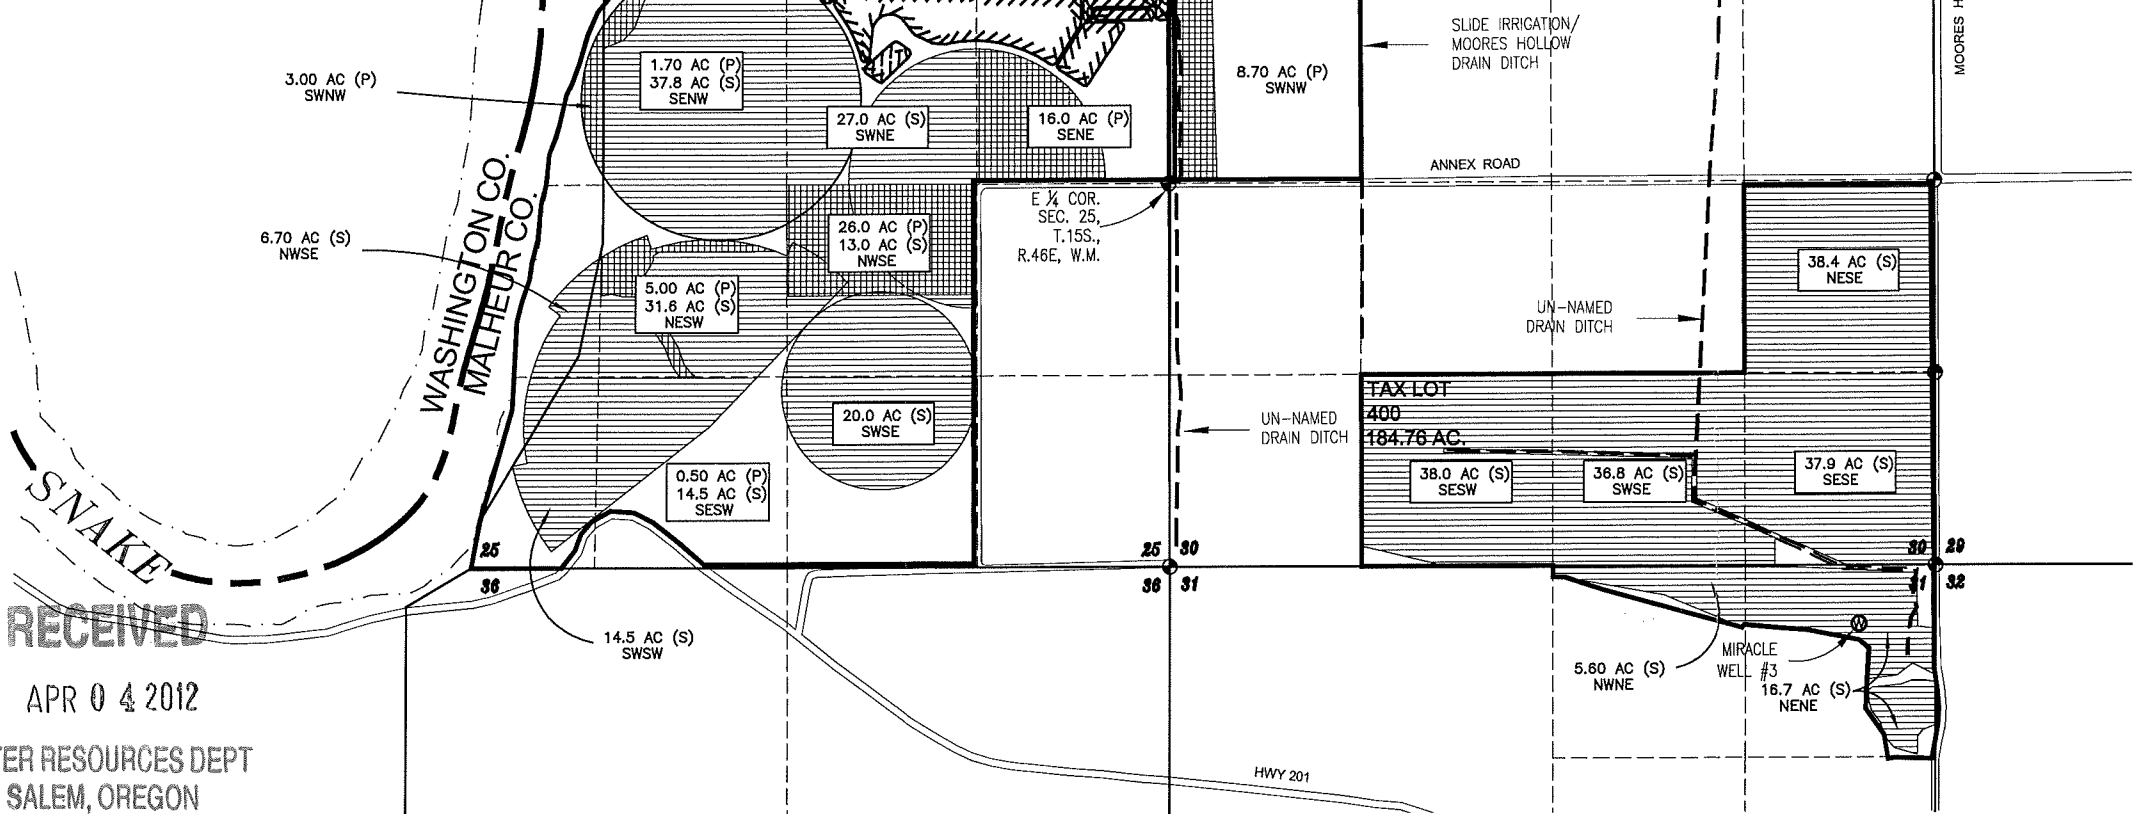 3.00 AC (P)
SWNW
1.70 AC (P)
37.8 AC (S)
SENW
27.0 AC (S)
SWNE
16.0 AC (P)
SENE
8.70 AC (P)
SWNW
SLIDE IRRIGATION/
MOORES HOLLOW
DRAIN DITCH
MOORES H
ANNEX ROAD
WASHINGTON CO.
MALHEUR CO.
6.70 AC (S)
NWSE
26.0 AC (P)
13.0 AC (S)
NWSE
E ¼ COR.
SEC. 25,
T.15S.,
R.46E, W.M.
5.00 AC (P)
31.6 AC (S)
NESW
38.4 AC (S)
NESE
UN-NAMED
DRAIN DITCH
TAX LOT
400
184.76 AC.
20.0 AC (S)
SWSE
UN-NAMED
DRAIN DITCH
0.50 AC (P)
14.5 AC (S)
SESW
38.0 AC (S)
SESW
36.8 AC (S)
SWSE
37.9 AC (S)
SESE
SNAKE
25
36
25 30
36 31
30 29
31 32
14.5 AC (S)
SWSW
W
MIRACLE
WELL #3
5.60 AC (S)
NWNE
16.7 AC (S)
NENE
HWY 201
RECEIVED
APR 04 2012
TER RESOURCES DEPT
SALEM, OREGON